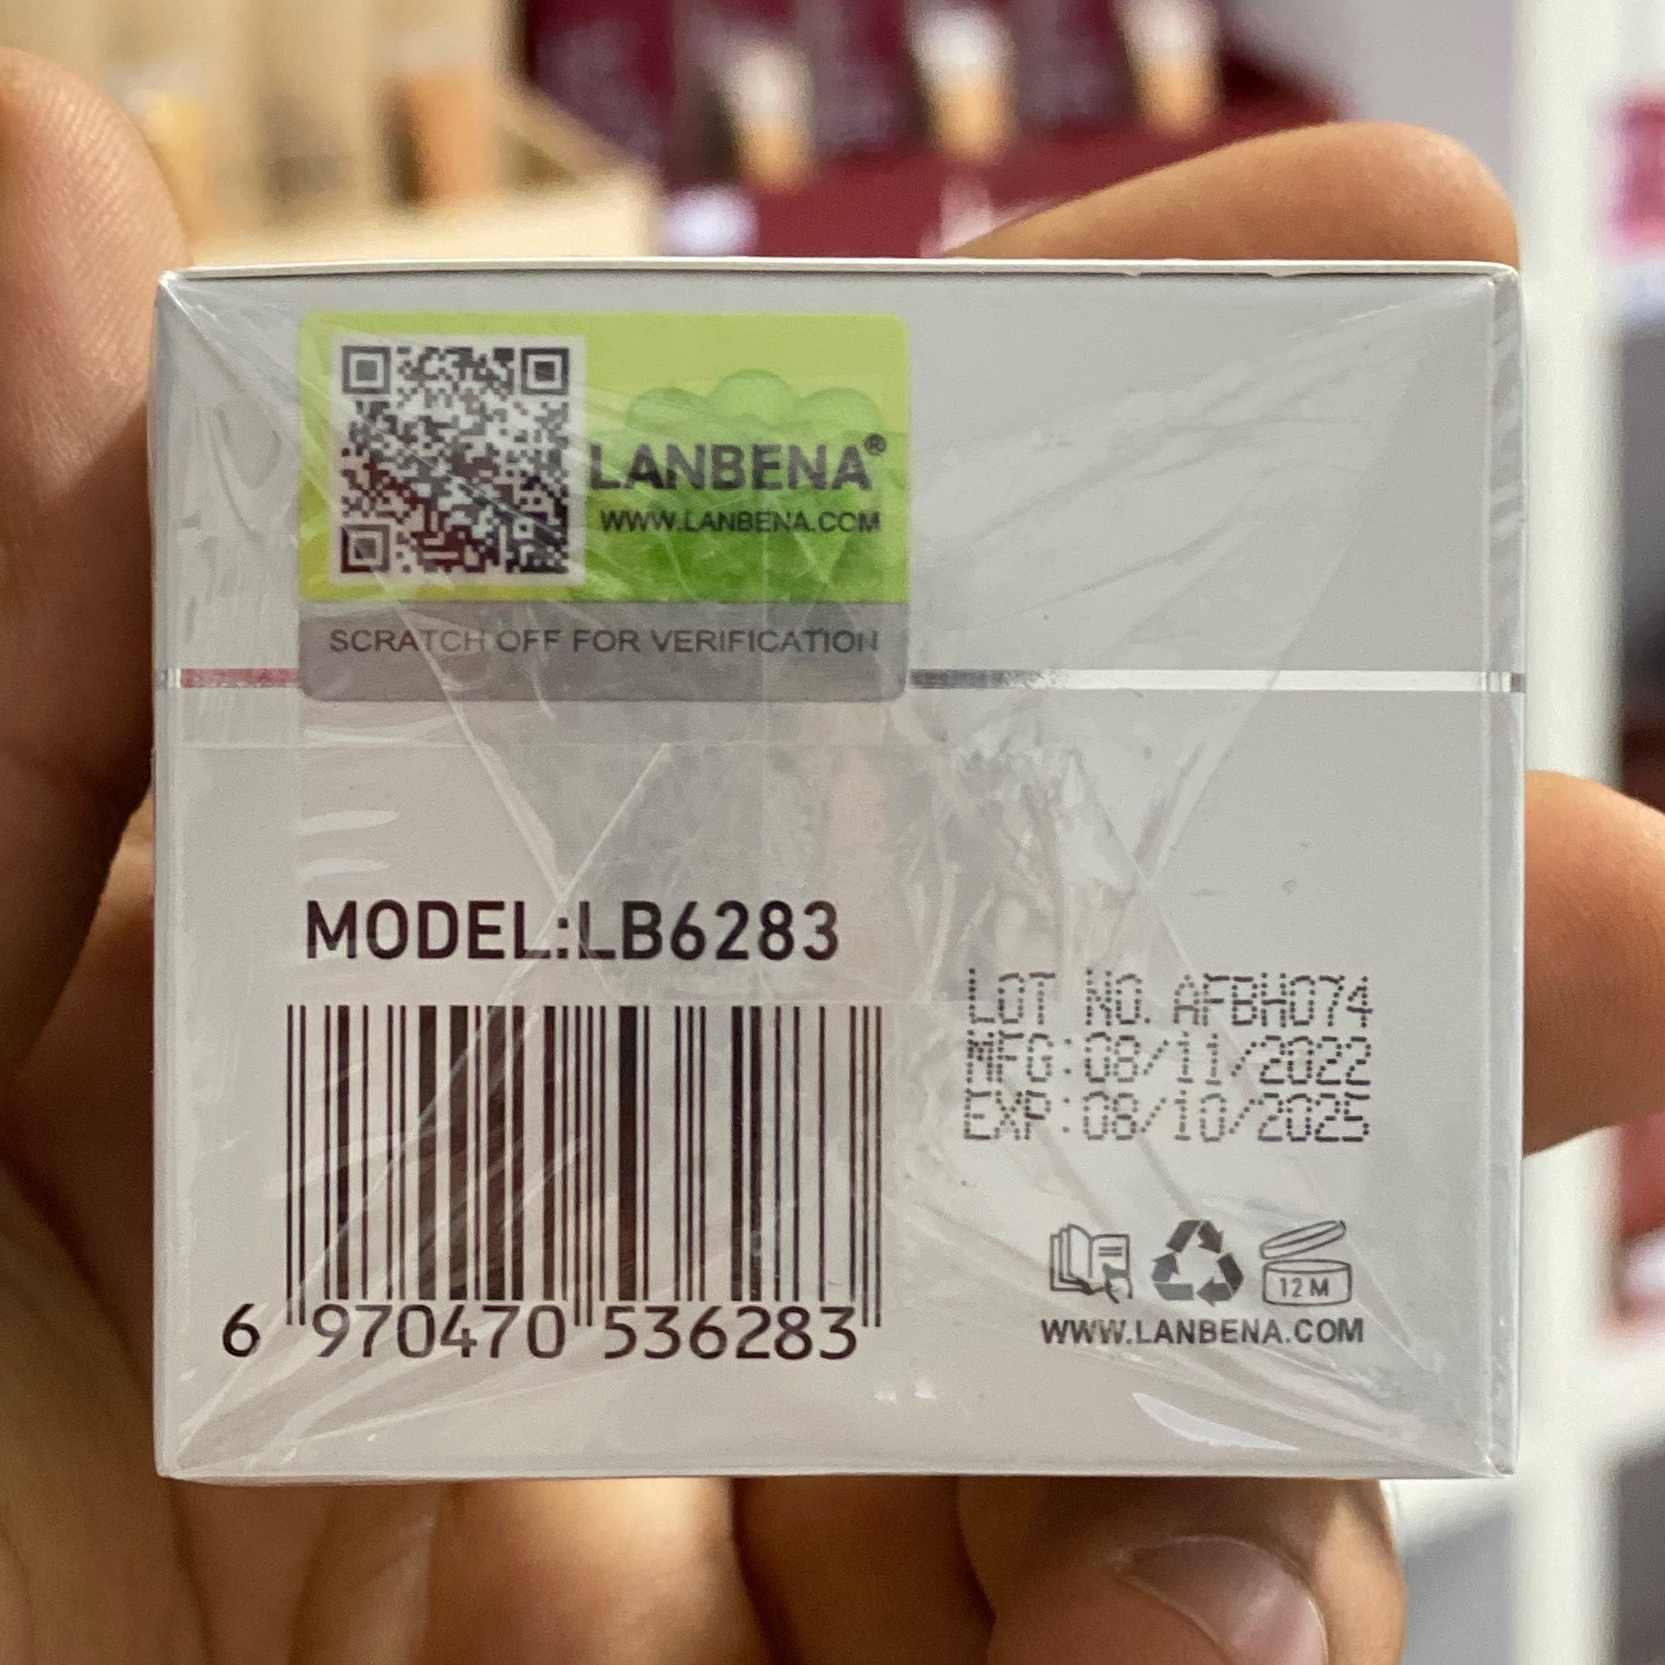 LANBENA®
WWW.LANBENA.COM
SCRATCH OFF FOR VERIFICATION
MODEL:LB6283
LOT NO. AFBH074
MFG:08/11/2022
EXP:08/10/2025
12M
WWW.LANBENA.COM
6 970470 536283